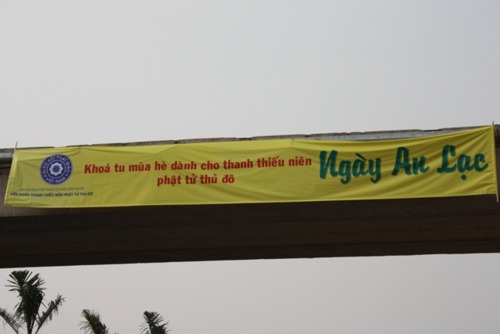 Khoá tu mùa hè dành cho thanh thiếu niên
phật tử thủ đô
Ngày An Lạc